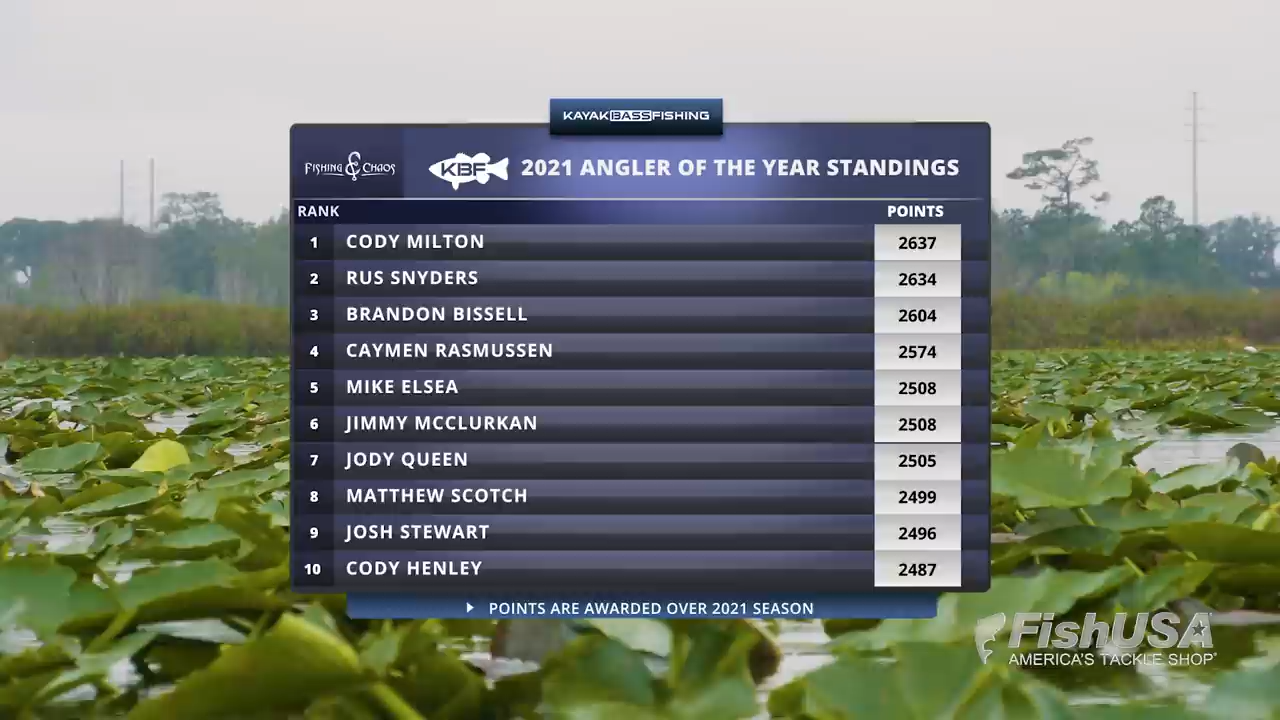 KAYAK BASS FISHING
FISHING CHAOS
KBF
2021 ANGLER OF THE YEAR STANDINGS
RANK POINTS
1 CODY MILTON 2637
2 RUS SNYDERS 2634
3 BRANDON BISSELL 2604
4 CAYMEN RASMUSSEN 2574
5 MIKE ELSEA 2508
6 JIMMY MCCLURKAN 2508
7 JODY QUEEN 2505
8 MATTHEW SCOTCH 2499
9 JOSH STEWART 2496
10 CODY HENLEY 2487
POINTS ARE AWARDED OVER 2021 SEASON
FishUSA
AMERICA'S TACKLE SHOP